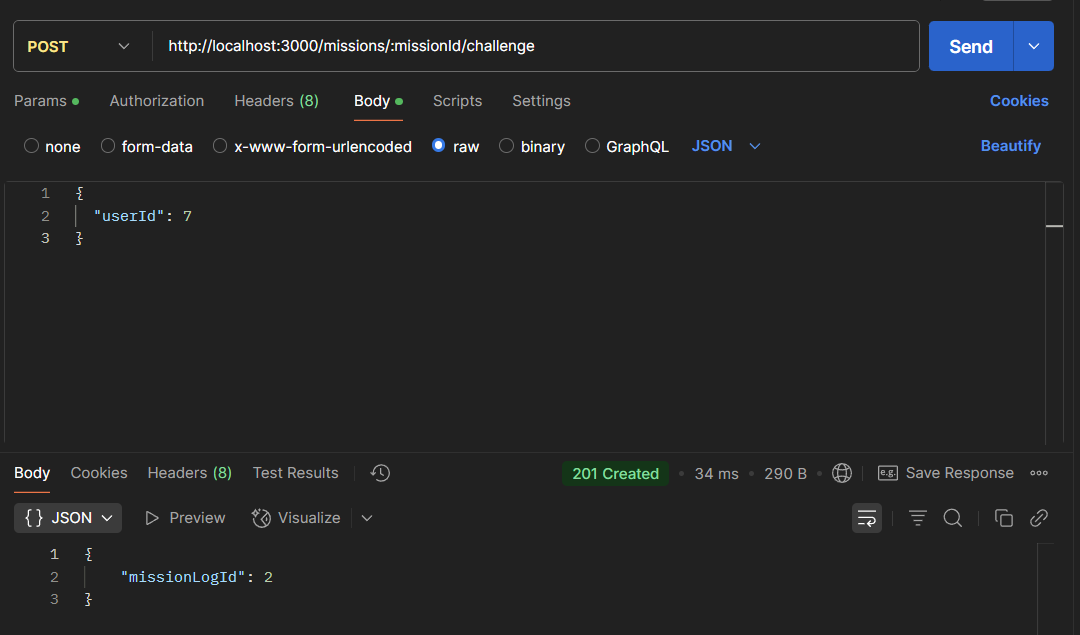 POST http://localhost:3000/missions/:missionId/challenge Send
Params Authorization Headers (8) Body Scripts Settings Cookies
none form-data x-www-form-urlencoded raw binary GraphQL JSON Beautify
1 {
2 "userId": 7
3 }
Body Cookies Headers (8) Test Results 201 Created 34 ms 290 B e.g. Save Response
{} JSON Preview Visualize
1 {
2 "missionLogId": 2
3 }